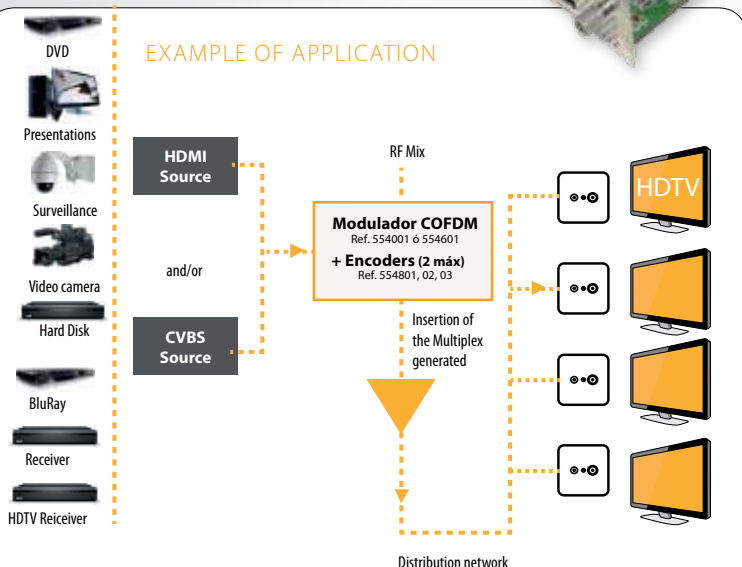 DVD
Presentations
Surveillance
Video camera
Hard Disk
BluRay
Receiver
HDTV Reiceiver
EXAMPLE OF APPLICATION
HDMI
Source
and/or
CVBS
Source
RF Mix
Modulador COFDM
Ref. 554001 ó 554601
+ Encoders (2 máx)
Ref. 554801, 02, 03
Insertion of
the Multiplex
generated
Distribution network
HDTV